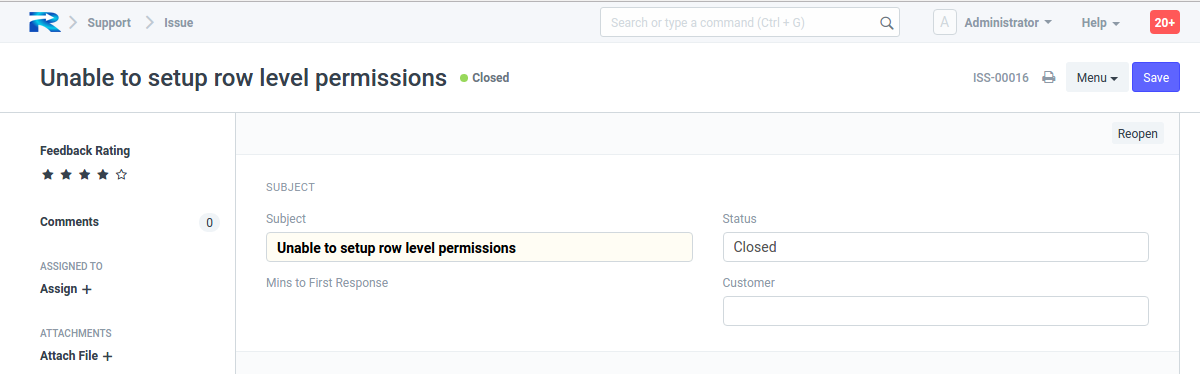 Support Issue Search or type a command (Ctrl + G) A Administrator Help 20+
Unable to setup row level permissions Closed ISS-00016 Menu Save
Reopen
Feedback Rating
Comments 0
ASSIGNED TO
Assign +
ATTACHMENTS
Attach File +
SUBJECT
Subject
Unable to setup row level permissions
Mins to First Response
Status
Closed
Customer